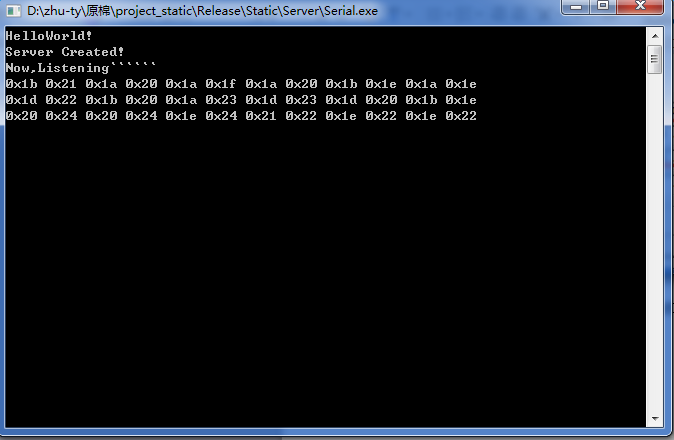 D:\zhu-ty\原棉\project_static\Release\Static\Server\Serial.exe
HelloWorld!
Server Created!
Now,Listening``````
0x1b 0x21 0x1a 0x20 0x1a 0x1f 0x1a 0x20 0x1b 0x1e 0x1a 0x1e
0x1d 0x22 0x1b 0x20 0x1a 0x23 0x1d 0x23 0x1d 0x20 0x1b 0x1e
0x20 0x24 0x20 0x24 0x1e 0x24 0x21 0x22 0x1e 0x22 0x1e 0x22